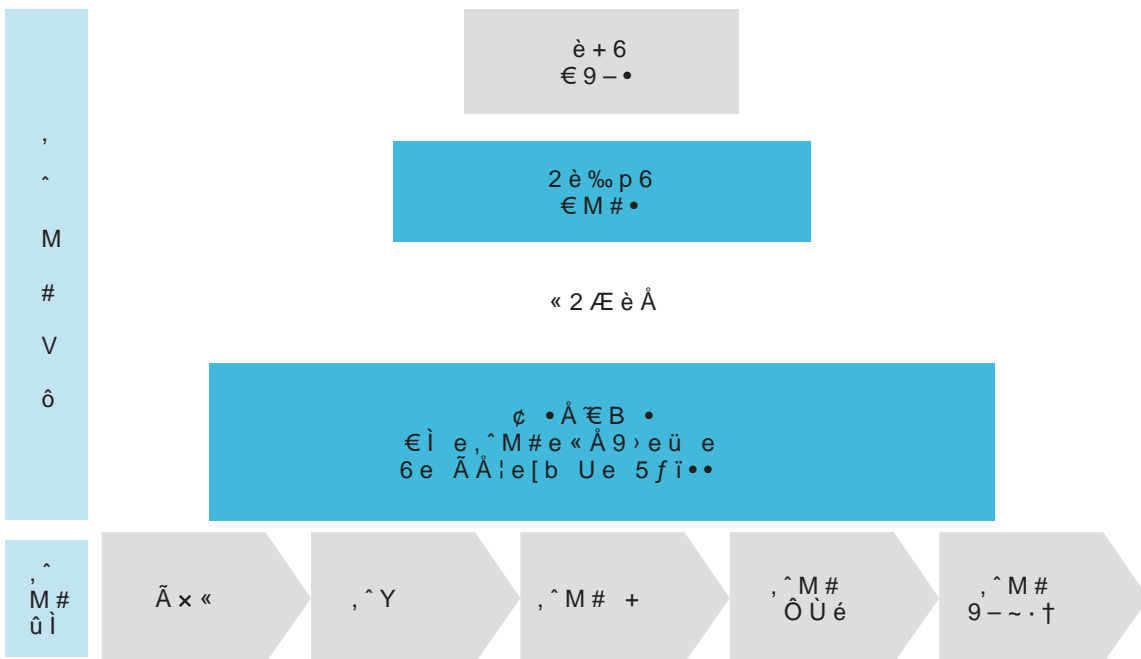 ,
ˆ
M
#
V
ô
è + 6
€ 9 – •
2 è ‰ p 6
€ M # •
« 2 Æ è Å
¢ • Å ˜€ B •
€ Ì e , ˆ M # e « Å 9 › e ü e
6 e Ã Å ¦ e [ b U e 5 ƒ ï • •
, ˆ
M #
û Ì
Ã × «
, ˆ Y
, ˆ M # +
, ˆ M #
Ô Ù é
, ˆ M #
9 – ~ · †